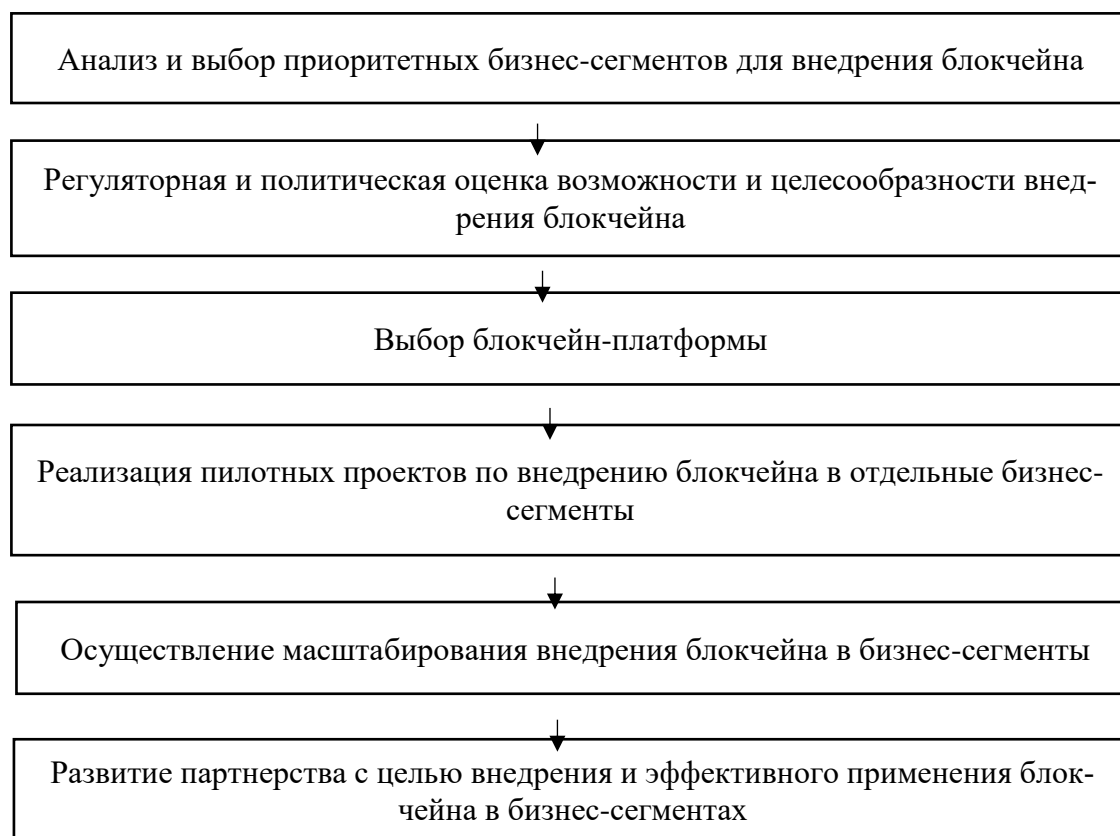 Анализ и выбор приоритетных бизнес-сегментов для внедрения блокчейна
Регуляторная и политическая оценка возможности и целесообразности внед-
рения блокчейна
Выбор блокчейн-платформы
Реализация пилотных проектов по внедрению блокчейна в отдельные бизнес-
сегменты
Осуществление масштабирования внедрения блокчейна в бизнес-сегменты
Развитие партнерства с целью внедрения и эффективного применения блок-
чейна в бизнес-сегментах